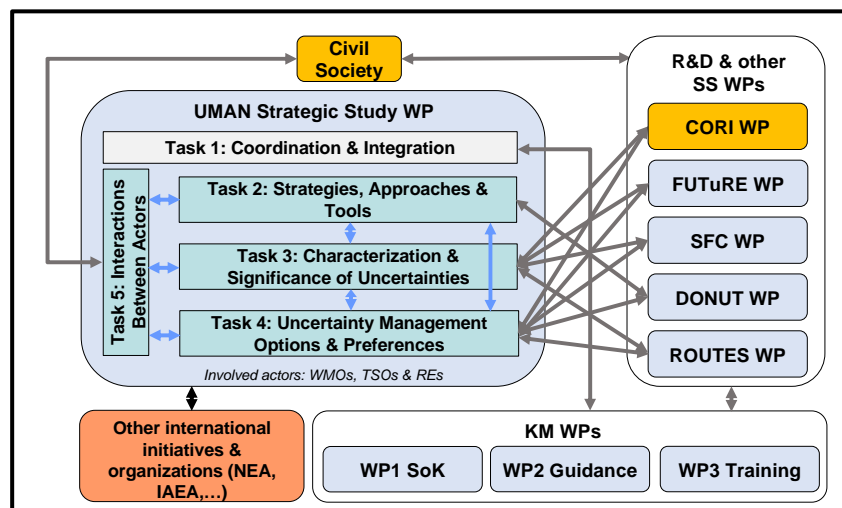 Civil
Society
R&D & other
SS WPs
UMAN Strategic Study WP
Task 1: Coordination & Integration
Task 5: Interactions
Between Actors
Task 2: Strategies, Approaches &
Tools
Task 3: Characterization &
Significance of Uncertainties
Task 4: Uncertainty Management
Options & Preferences
Involved actors: WMOs, TSOs & REs
CORI WP
FUTuRE WP
SFC WP
DONUT WP
ROUTES WP
Other international
initiatives &
organizations (NEA,
IAEA,...)
KM WPs
WP1 SoK
WP2 Guidance
WP3 Training